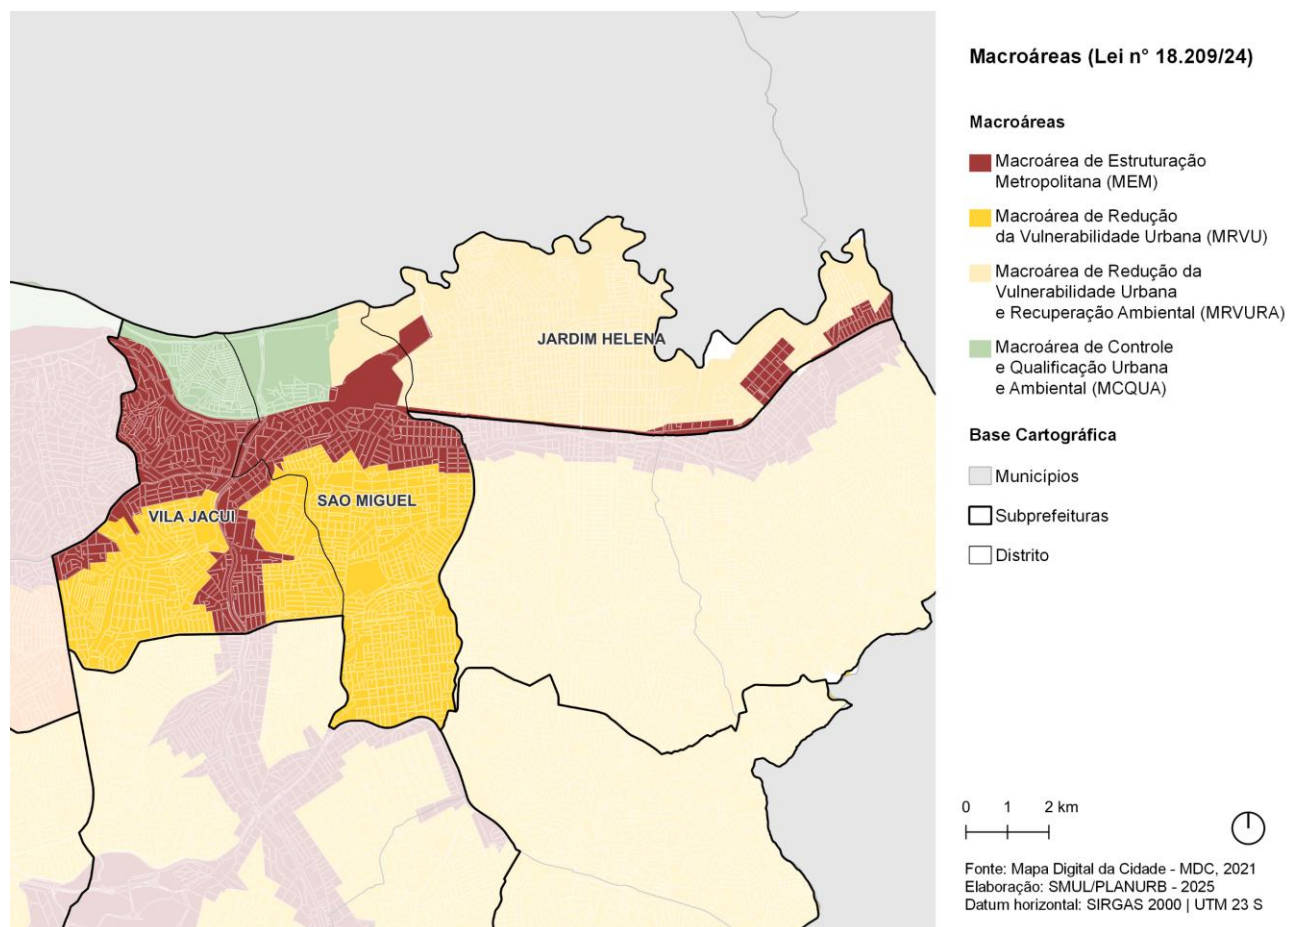 Macroáreas (Lei n° 18.209/24)
Macroáreas
Macroárea de Estruturação
Metropolitana (MEM)
Macroárea de Redução
da Vulnerabilidade Urbana (MRVU)
Macroárea de Redução da
Vulnerabilidade Urbana
e Recuperação Ambiental (MRVURA)
Macroárea de Controle
e Qualificação Urbana
e Ambiental (MCQUA)
Base Cartográfica
Municípios
Subprefeituras
Distrito
JARDIM HELENA
SAO MIGUEL
VILA JACUI
0 1 2 km
Fonte: Mapa Digital da Cidade - MDC, 2021
Elaboração: SMUL/PLANURB - 2025
Datum horizontal: SIRGAS 2000 | UTM 23 S